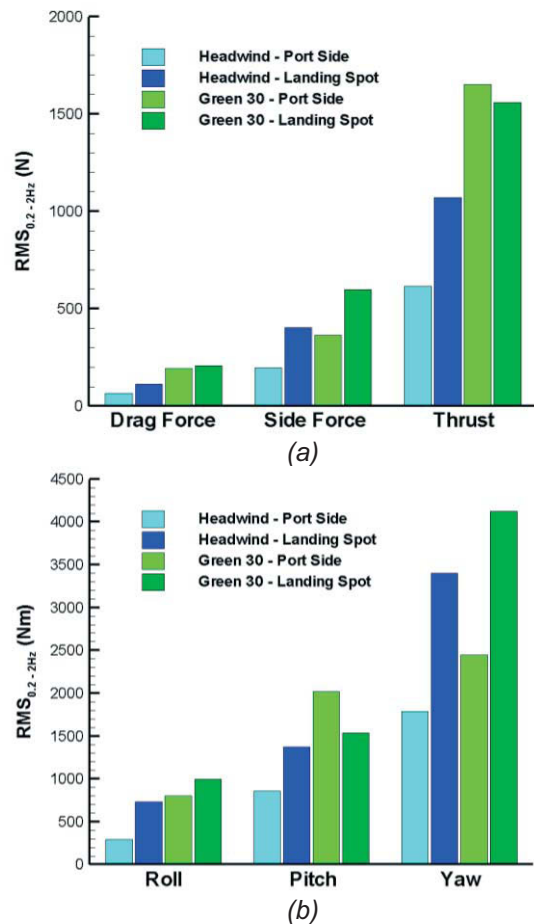 2000
1500
1000
500
0
RMS0.2 - 2Hz (N)
Headwind - Port Side
Headwind - Landing Spot
Green 30 - Port Side
Green 30 - Landing Spot
Drag Force Side Force Thrust
(a)
4500
4000
3500
3000
2500
2000
1500
1000
500
0
RMS0.2 - 2Hz (Nm)
Headwind - Port Side
Headwind - Landing Spot
Green 30 - Port Side
Green 30 - Landing Spot
Roll Pitch Yaw
(b)